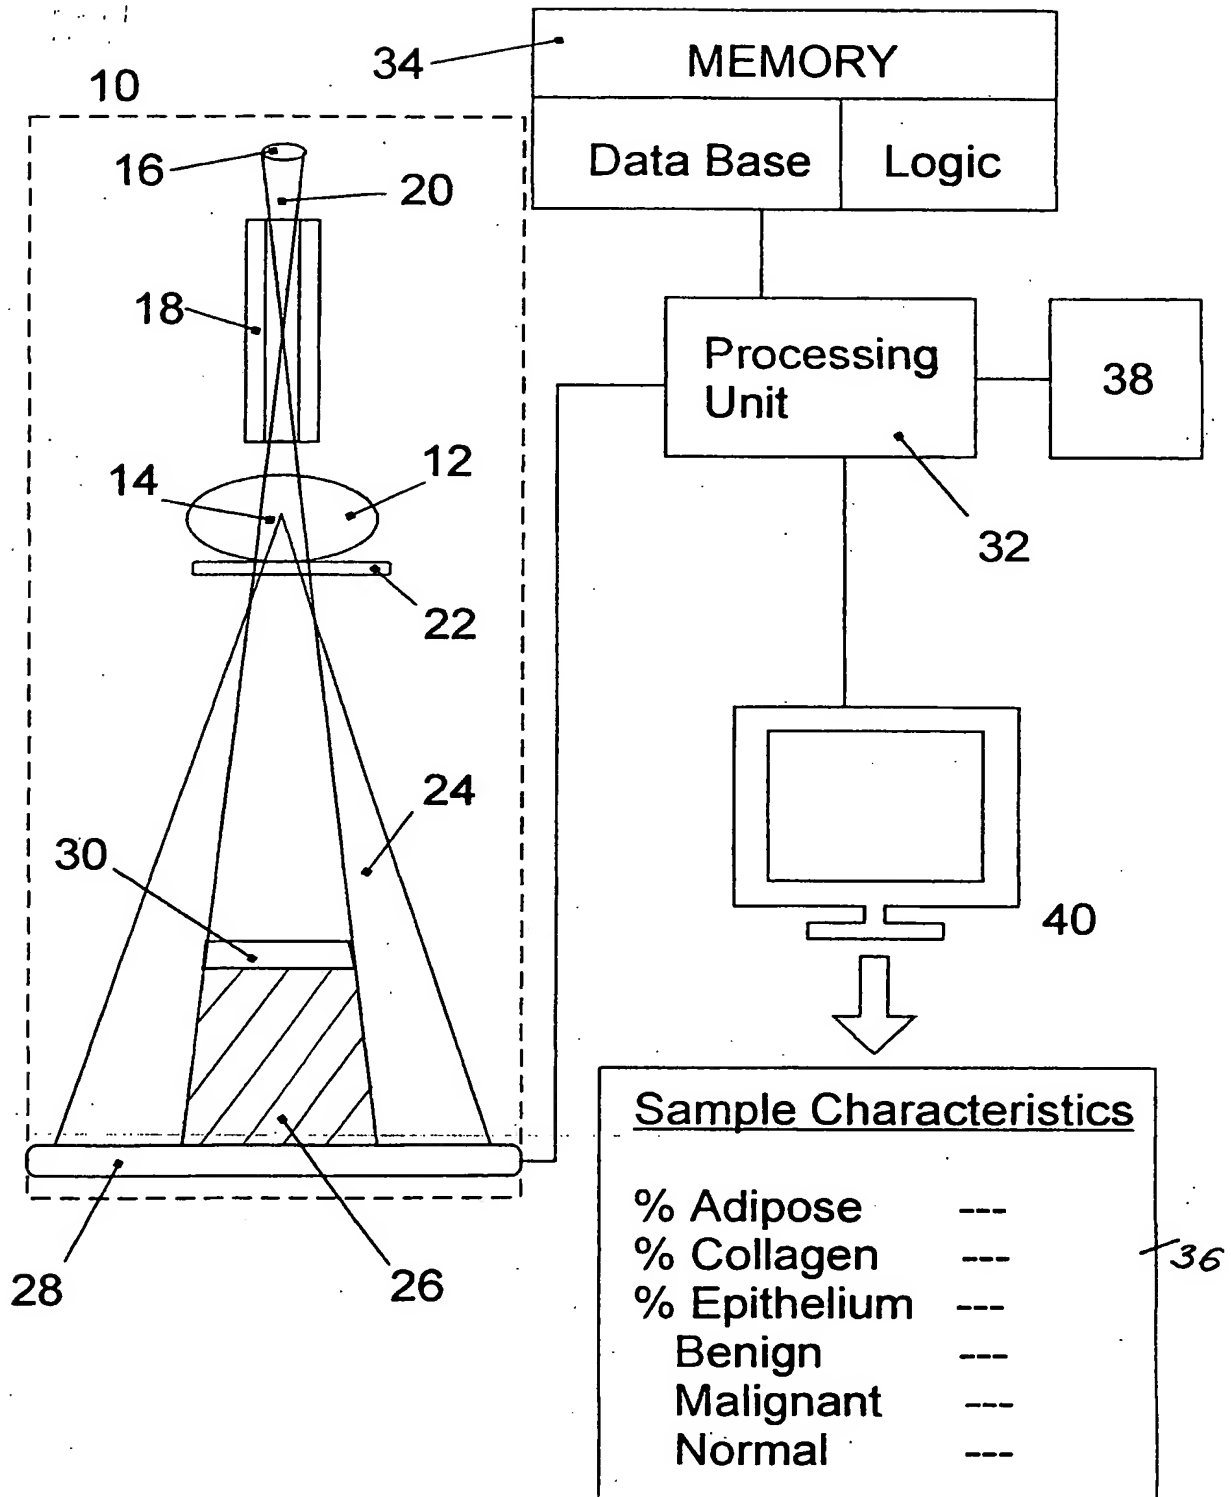 34
MEMORY
Data Base
Logic
10
16
20
18
Processing
Unit
38
32
14
12
22
24
30
40
28
26
Sample Characteristics
% Adipose ---
% Collagen ---
% Epithelium ---
Benign ---
Malignant ---
Normal ---
36